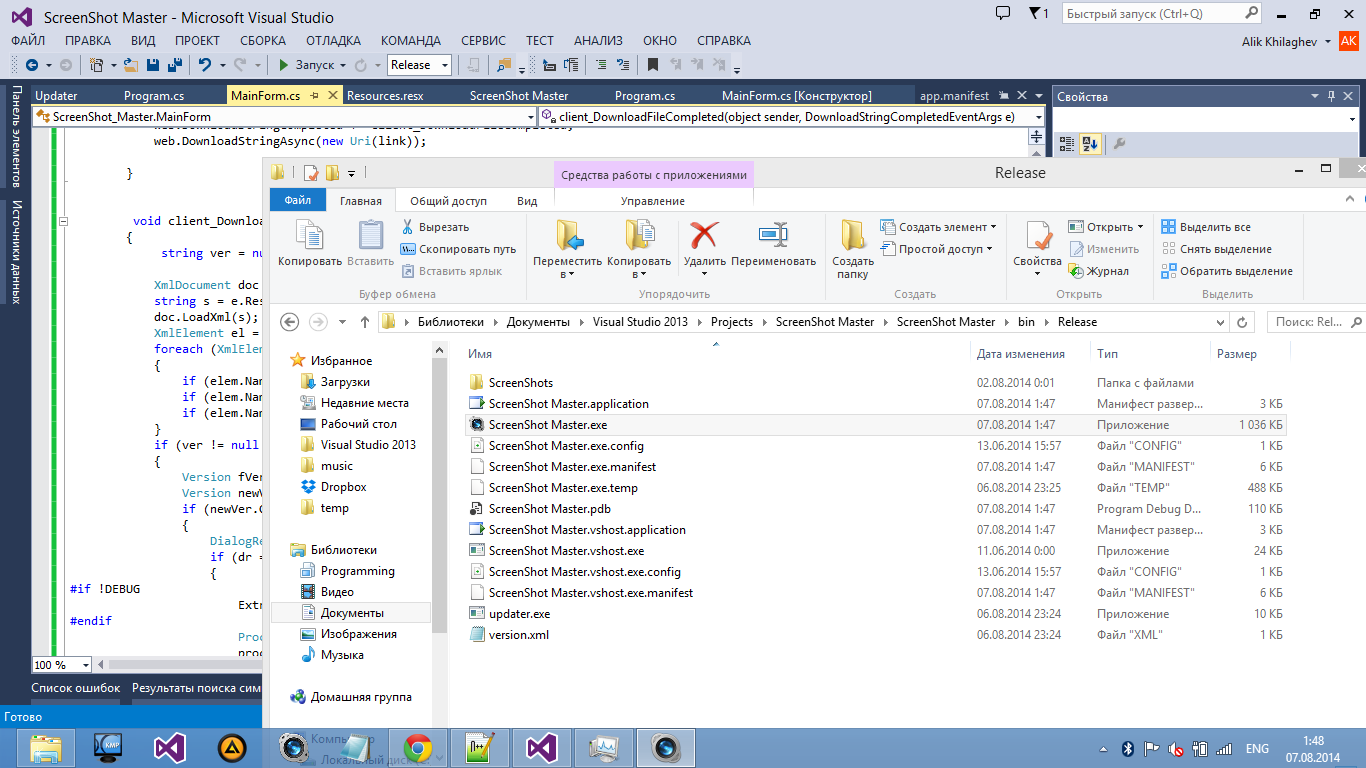 ScreenShot Master - Microsoft Visual Studio
1
Быстрый запуск (Ctrl+Q)
ФАЙЛ ПРАВКА ВИД ПРОЕКТ СБОРКА ОТЛАДКА КОМАНДА СЕРВИС ТЕСТ АНАЛИЗ ОКНО СПРАВКА
Alik Khilaghev AK
Запуск Release
Updater Program.cs MainForm.cs Resources.resx ScreenShot Master Program.cs MainForm.cs [Конструктор] app.manifest
Свойства
ScreenShot_Master.MainForm
client_DownloadFileCompleted(object sender, DownloadStringCompletedEventArgs e)
Панель элементов
Источники данных
web.DownloadStringAsync(new Uri(link));
}
void client_Downloa
{
string ver = nu
XmlDocument doc
string s = e.Res
doc.LoadXml(s);
XmlElement el =
foreach (XmlElem
{
if (elem.Nam
if (elem.Nam
if (elem.Nam
}
if (ver != null
{
Version fVer
Version newV
if (newVer.C
{
DialogRe
if (dr =
{
#if !DEBUG
Extr
#endif
Proc
proc
100 %
Список ошибок Результаты поиска сим
Готово
Средства работы с приложениями
Release
Файл Главная Общий доступ Вид Управление
Копировать
Вставить
Вырезать
Скопировать путь
Вставить ярлык
Буфер обмена
Переместить в
Копировать в
Удалить
Переименовать
Упорядочить
Создать папку
Создать элемент
Простой доступ
Создать
Свойства
Открыть
Изменить
Журнал
Открыть
Выделить все
Снять выделение
Обратить выделение
Выделить
Библиотеки Документы Visual Studio 2013 Projects ScreenShot Master ScreenShot Master bin Release
Поиск: Rel...
Избранное
Загрузки
Недавние места
Рабочий стол
Visual Studio 2013
music
Dropbox
temp
Библиотеки
Programming
Видео
Документы
Изображения
Музыка
Домашняя группа
Компьютер
Локальный диск (
Имя Дата изменения Тип Размер
ScreenShots 02.08.2014 0:01 Папка с файлами
ScreenShot Master.application 07.08.2014 1:47 Манифест развер... 3 КБ
ScreenShot Master.exe 07.08.2014 1:47 Приложение 1 036 КБ
ScreenShot Master.exe.config 13.06.2014 15:57 Файл "CONFIG" 1 КБ
ScreenShot Master.exe.manifest 07.08.2014 1:47 Файл "MANIFEST" 6 КБ
ScreenShot Master.exe.temp 06.08.2014 23:25 Файл "TEMP" 488 КБ
ScreenShot Master.pdb 07.08.2014 1:47 Program Debug D... 110 КБ
ScreenShot Master.vshost.application 07.08.2014 1:47 Манифест развер... 3 КБ
ScreenShot Master.vshost.exe 11.06.2014 0:00 Приложение 24 КБ
ScreenShot Master.vshost.exe.config 13.06.2014 15:57 Файл "CONFIG" 1 КБ
ScreenShot Master.vshost.exe.manifest 07.08.2014 1:47 Файл "MANIFEST" 6 КБ
updater.exe 06.08.2014 23:24 Приложение 10 КБ
version.xml 06.08.2014 23:24 Файл "XML" 1 КБ
KMP
ENG
1:48
07.08.2014